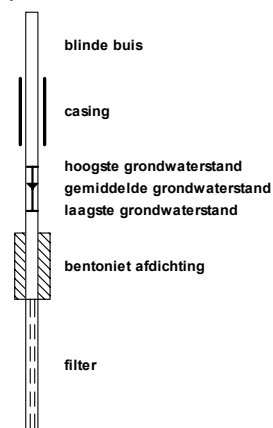 blinde buis
casing
hoogste grondwaterstand
gemiddelde grondwaterstand
laagste grondwaterstand
bentoniet afdichting
filter